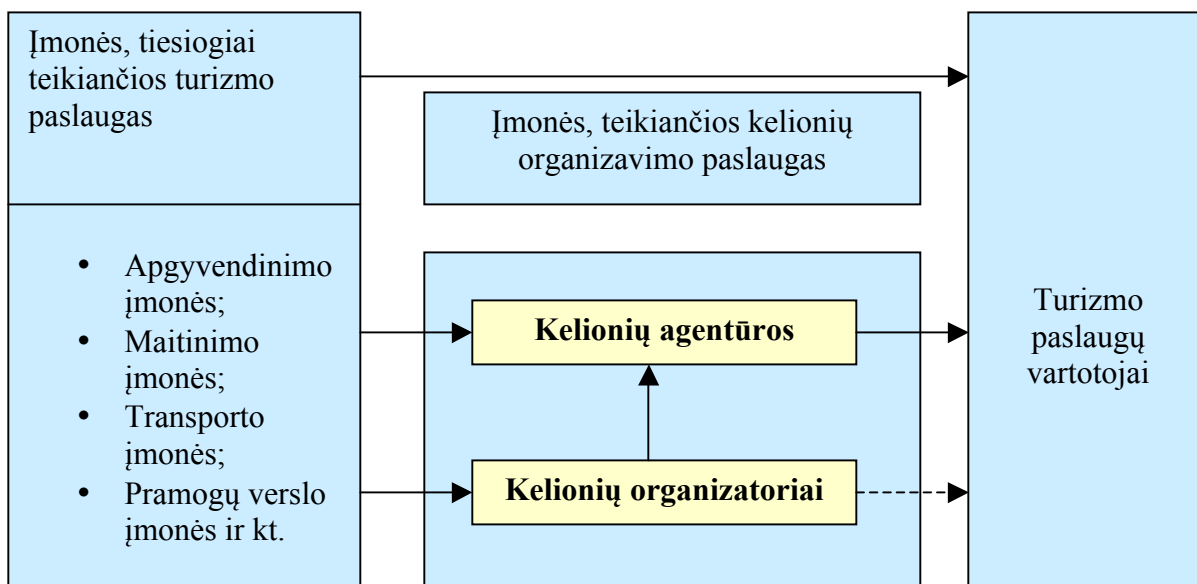 Įmonės, tiesiogiai
teikiančios turizmo
paslaugas
Įmonės, teikiančios kelionių
organizavimo paslaugas
• Apgyvendinimo
įmonės;
• Maitinimo
įmonės;
• Transporto
įmonės;
• Pramogų verslo
įmonės ir kt.
Kelionių agentūros
Kelionių organizatoriai
Turizmo
paslaugų
vartotojai